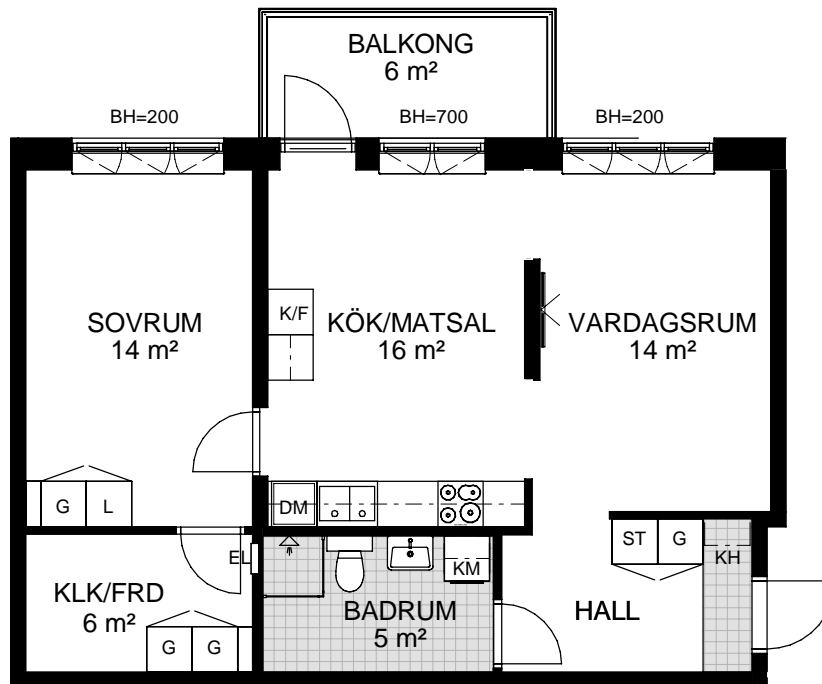 BALKONG
6 m²
BH=200
BH=700
BH=200
K/F
SOVRUM
14 m²
KÖK/MATSAL
16 m²
VARDAGSRUM
14 m²
G
L
DM
ST
G
KH
EL
KM
KLK/FRD
6 m²
BADRUM
5 m²
HALL
G
G